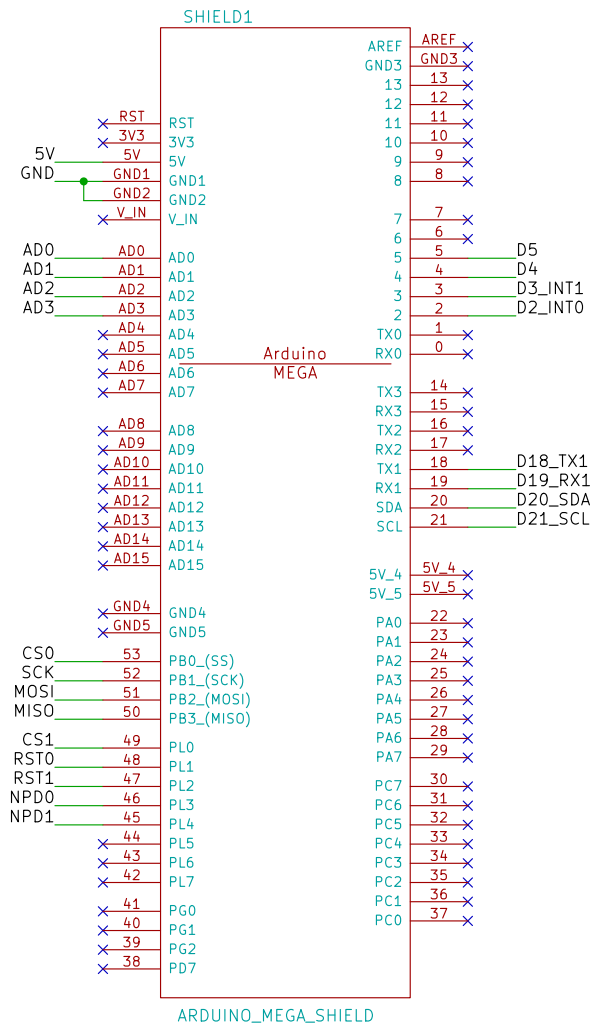 SHIELD1
AREF AREF
GND3 GND3
13 13
12 12
RST RST 11 11
3V3 3V3 10 10
5V 5V 5V 9 9
GND GND1 GND1 8 8
GND2 GND2
V_IN V_IN 7 7
6 6
AD0 AD0 AD0 5 5 D5
AD1 AD1 AD1 4 4 D4
AD2 AD2 AD2 3 3 D3_INT1
AD3 AD3 AD3 2 2 D2_INT0
AD4 AD4 TX0 1
AD5 AD5 RX0 0
Arduino
AD6 AD6 MEGA
AD7 AD7 TX3 14
RX3 15
AD8 AD8 TX2 16
AD9 AD9 RX2 17
AD10 AD10 TX1 18 D18_TX1
AD11 AD11 RX1 19 D19_RX1
AD12 AD12 SDA 20 D20_SDA
AD13 AD13 SCL 21 D21_SCL
AD14 AD14
AD15 AD15
5V_4 5V_4
5V_5 5V_5
GND4 GND4
PA0 22
GND5 GND5
PA1 23
CS0 53 PB0_(SS) PA2 24
SCK 52 PB1_(SCK) PA3 25
MOSI 51 PB2_(MOSI) PA4 26
MISO 50 PB3_(MISO) PA5 27
PA6 28
CS1 49 PL0
PA7 29
RST0 48 PL1
RST1 47 PL2 PC7 30
NPD0 46 PL3 PC6 31
NPD1 45 PL4 PC5 32
44 PL5 PC4 33
43 PL6 PC3 34
42 PL7 PC2 35
PC1 36
41 PG0
PC0 37
40 PG1
39 PG2
38 PD7
ARDUINO_MEGA_SHIELD